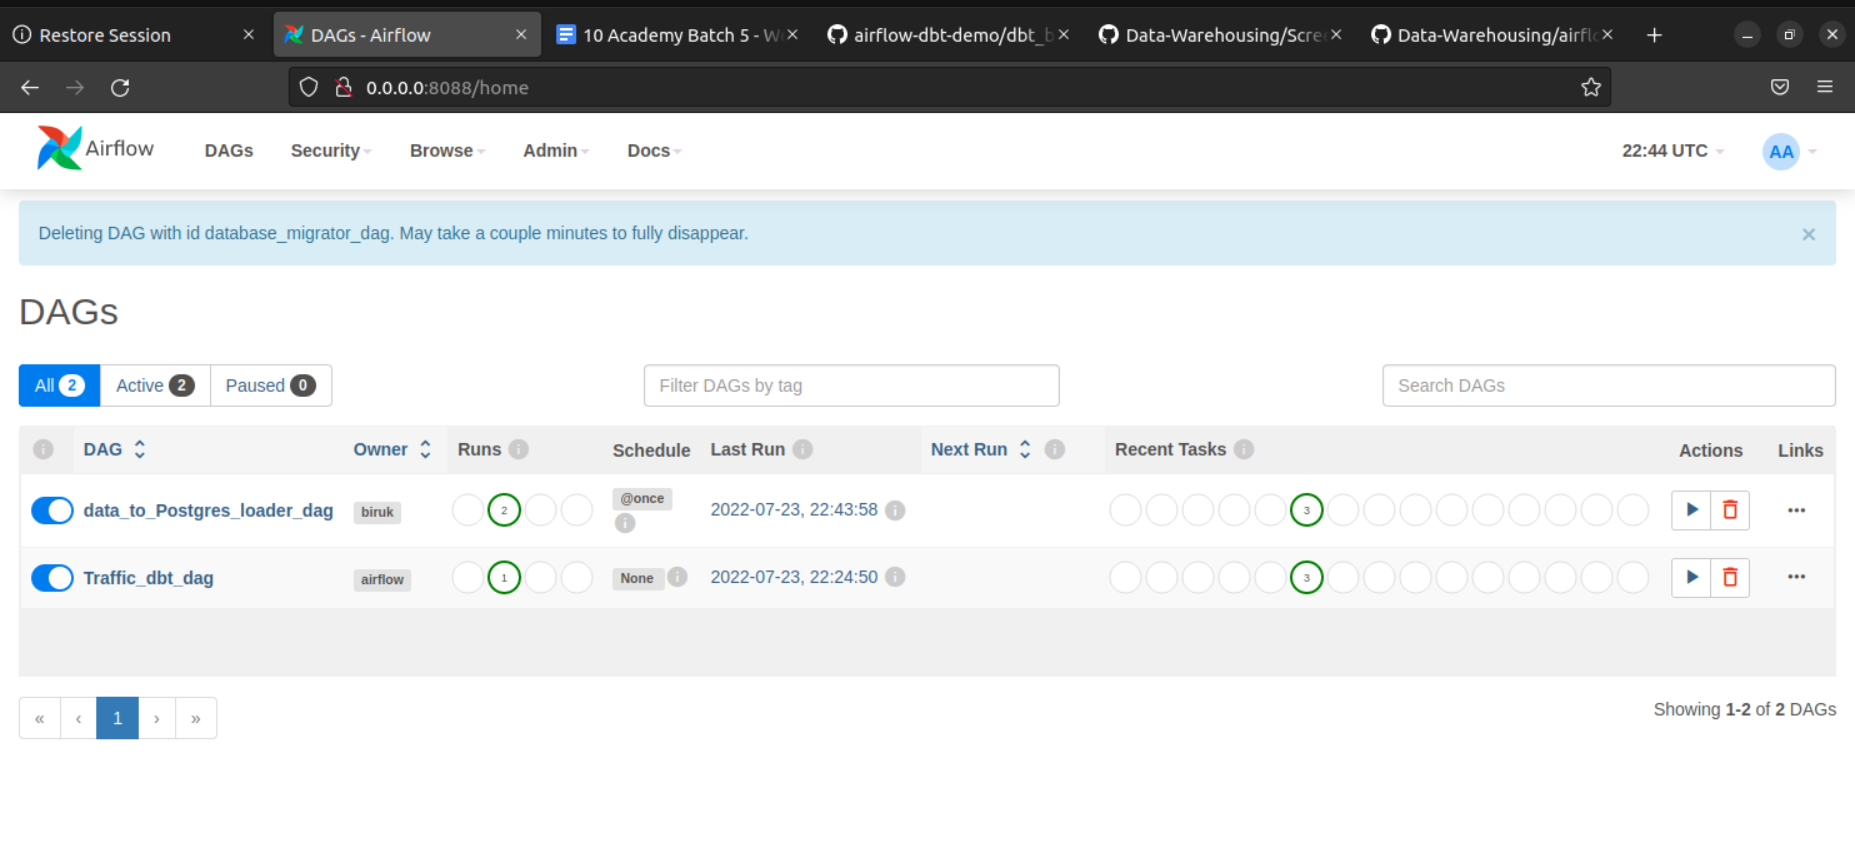 Restore Session
DAGs - Airflow
10 Academy Batch 5 - W
airflow-dbt-demo/dbt_b
Data-Warehousing/Scree
Data-Warehousing/airflo
0.0.0.0:8088/home
Airflow
DAGs
Security
Browse
Admin
Docs
22:44 UTC
AA
Deleting DAG with id database_migrator_dag. May take a couple minutes to fully disappear.
×
DAGs
All 2
Active 2
Paused 0
Filter DAGs by tag
Search DAGs
DAG
Owner
Runs
Schedule
Last Run
Next Run
Recent Tasks
Actions
Links
data_to_Postgres_loader_dag
biruk
2
@once
2022-07-23, 22:43:58
3
Traffic_dbt_dag
airflow
1
None
2022-07-23, 22:24:50
3
« ‹ 1 › »
Showing 1-2 of 2 DAGs